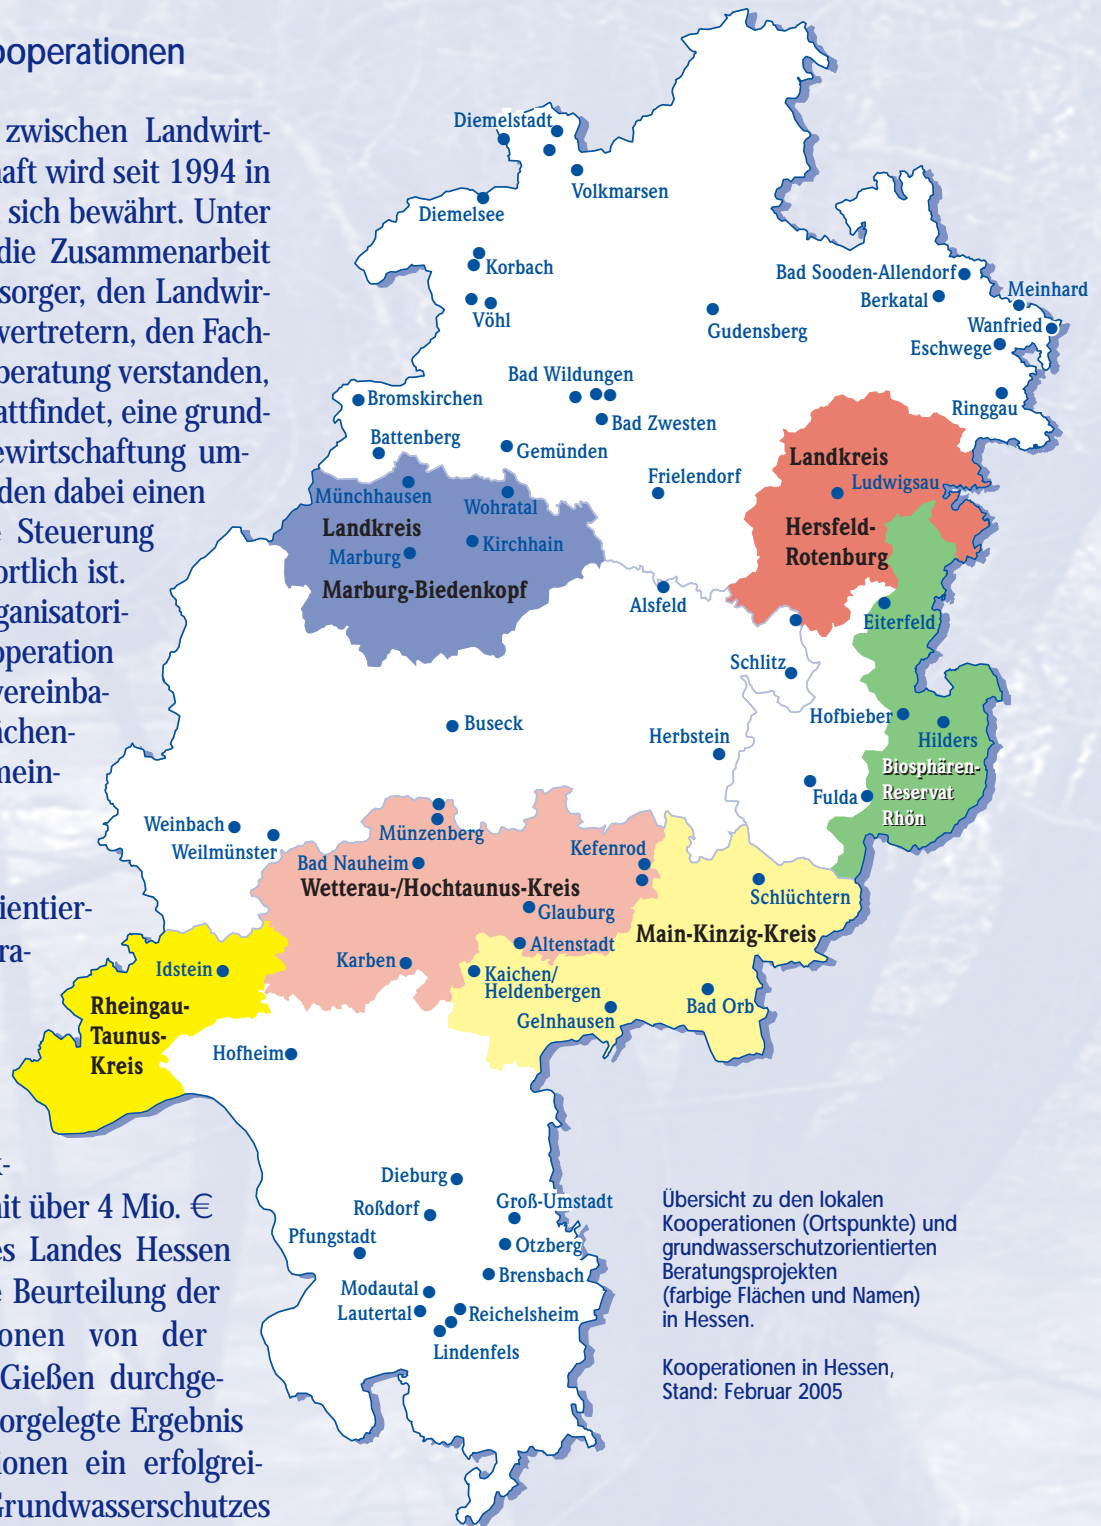 ooperationen
zwischen Landwirt-
aft wird seit 1994 in
sich bewährt. Unter
die Zusammenarbeit
sorger, den Landwir-
vertretern, den Fach-
beratung verstanden,
attfindet, eine grund-
ewirtschaftung um-
den dabei einen
Steuerung
ortlich ist.
ganisatori-
operation
vereinba-
ächen-
mein-
ientier-
ra-
k-
nit über 4 Mio. €
es Landes Hessen
e Beurteilung der
onen von der
Gießen durchge-
orgelegte Ergebnis
ionen ein erfolgrei-
Grundwasserschutzes
Diemelstadt
Volkmarsen
Diemelsee
Korbach
Vöhl
Bad Sooden-Allendorf
Berkatal
Meinhard
Wanfried
Eschwege
Gudensberg
Bad Wildungen
Bromskirchen
Bad Zwesten
Ringgau
Battenberg
Gemünden
Frielendorf
Landkreis
Ludwigsau
Hersfeld-
Rotenburg
Münchhausen
Wohratal
Landkreis
Marburg
Kirchhain
Marburg-Biedenkopf
Alsfeld
Eiterfeld
Schlitz
Buseck
Herbstein
Hofbieber
Hilders
Biosphären-
Reservat
Rhön
Fulda
Weinbach
Weilmünster
Münzenberg
Bad Nauheim
Kefenrod
Wetterau-/Hochtaunus-Kreis
Glauburg
Schlüchtern
Main-Kinzig-Kreis
Altenstadt
Karben
Kaichen/
Heldenbergen
Gelnhausen
Bad Orb
Idstein
Rheingau-
Taunus-
Kreis
Hofheim
Dieburg
Roßdorf
Groß-Umstadt
Pfungstadt
Otzberg
Brensbach
Modautal
Lautertal
Reichelsheim
Lindenfels
Übersicht zu den lokalen
Kooperationen (Ortspunkte) und
grundwasserschutzorientierten
Beratungsprojekten
(farbige Flächen und Namen)
in Hessen.
Kooperationen in Hessen,
Stand: Februar 2005